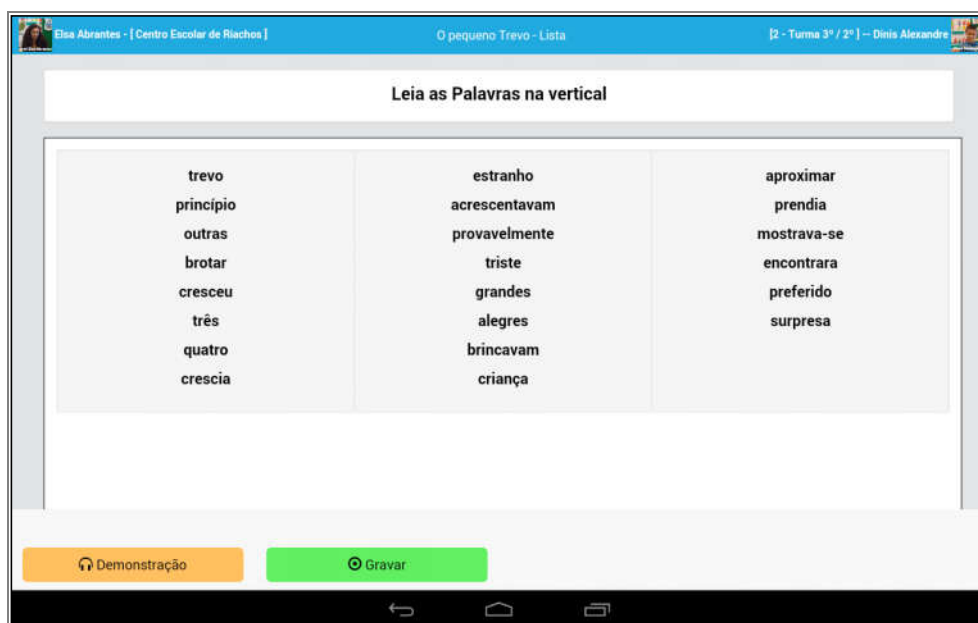 Elsa Abrantes - [ Centro Escolar de Riachos ]
O pequeno Trevo - Lista
[2 - Turma 3º / 2º ] -- Dinis Alexandre
Leia as Palavras na vertical
trevo
princípio
outras
brotar
cresceu
três
quatro
crescia
estranho
acrescentavam
provavelmente
triste
grandes
alegres
brincavam
criança
aproximar
prendia
mostrava-se
encontrara
preferido
surpresa
Demonstração
Gravar